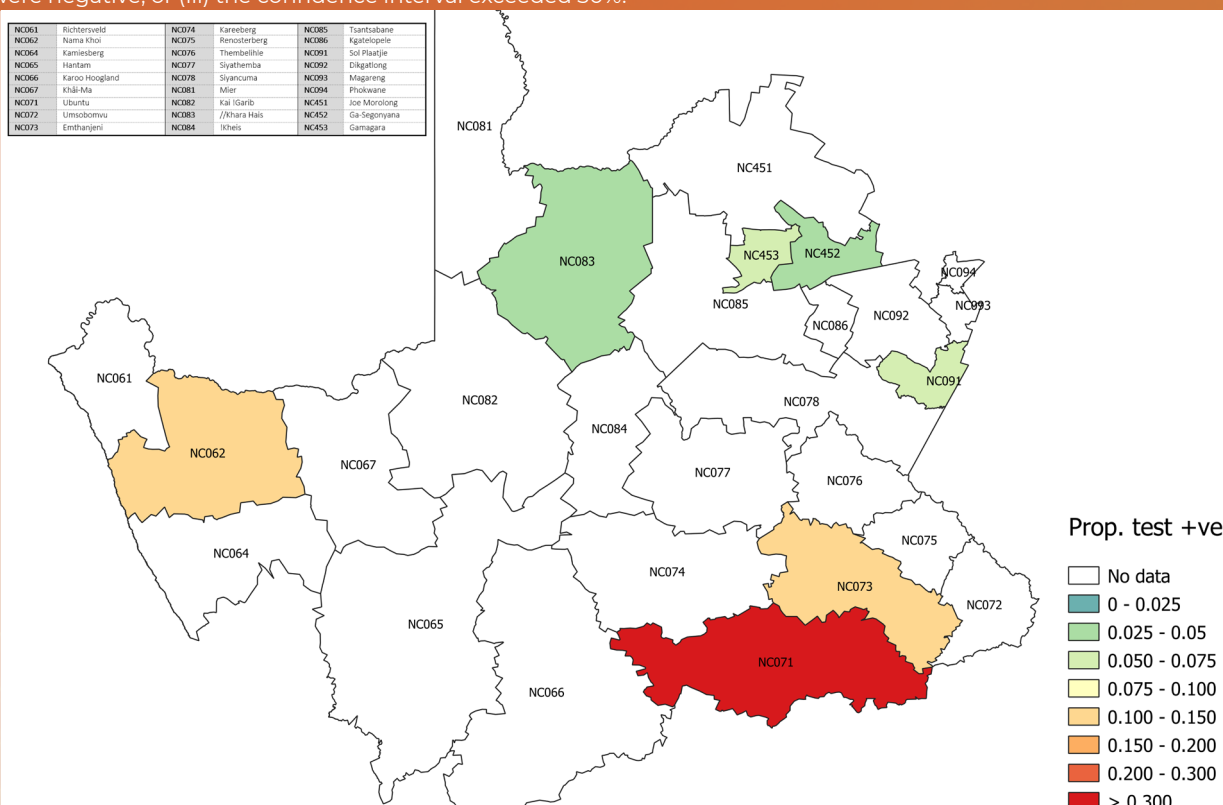 were negative; or (iii) the confidence interval exceeded 30%.
NC061 Richtersveld NC074 Kareeberg NC085 Tsantsabane
NC062 Nama Khoi NC075 Renosterberg NC086 Kgatelopele
NC064 Kamiesberg NC076 Thembelihle NC091 Sol Plaatjie
NC065 Hantam NC077 Siyathemba NC092 Dikgatlong
NC066 Karoo Hoogland NC078 Siyancuma NC093 Magareng
NC067 Khâi-Ma NC081 Mier NC094 Phokwane
NC071 Ubuntu NC082 Kai !Garib NC451 Joe Morolong
NC072 Umsobomvu NC083 //Khara Hais NC452 Ga-Segonyana
NC073 Emthanjeni NC084 !Kheis NC453 Gamagara
NC081
NC451
NC453
NC452
NC083
NC094
NC085
NC093
NC092
NC086
NC061
NC091
NC082
NC078
NC084
NC062
NC067
NC077
NC076
NC064
NC075
NC074
NC073
NC072
NC065
NC071
NC066
Prop. test +ve
No data
0 - 0.025
0.025 - 0.05
0.050 - 0.075
0.075 - 0.100
0.100 - 0.150
0.150 - 0.200
0.200 - 0.300
> 0.300